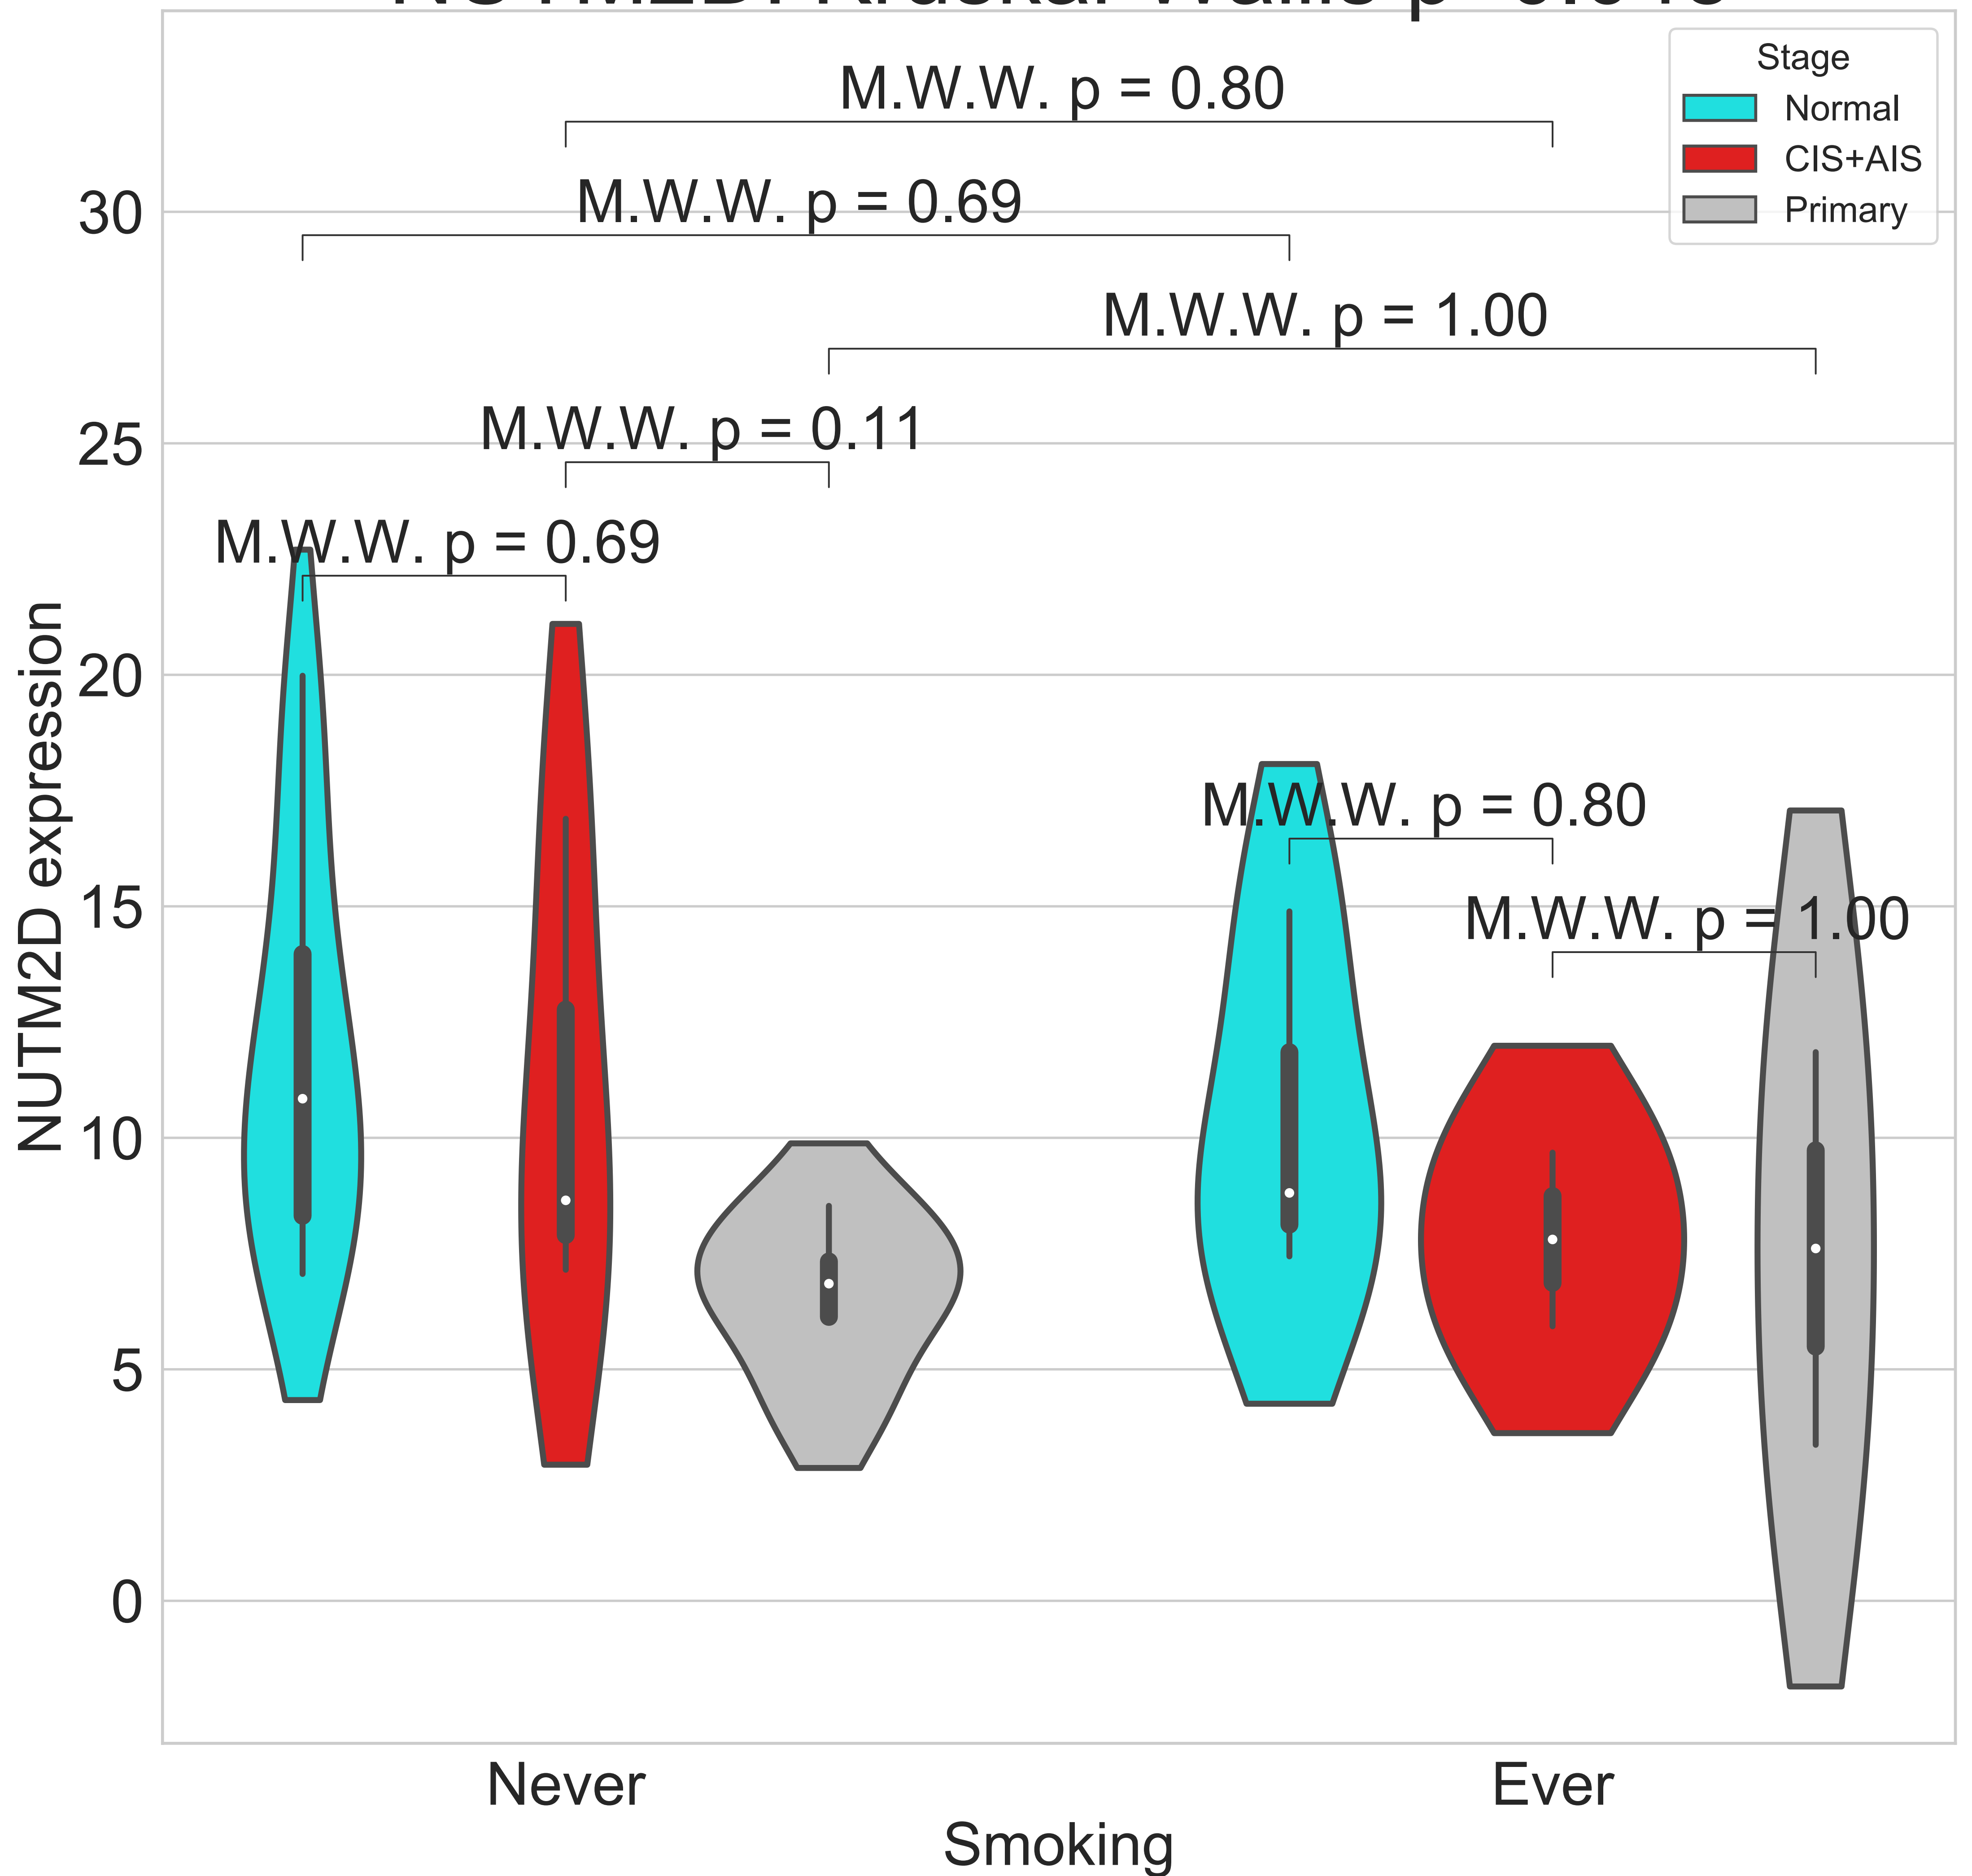 Stage
Normal
CIS+AIS
Primary
M.W.W. p = 0.80
M.W.W. p = 0.69
M.W.W. p = 1.00
M.W.W. p = 0.11
M.W.W. p = 0.69
M.W.W. p = 0.80
M.W.W. p = 1.00
NUTM2D expression
30
25
20
15
10
5
0
Never
Ever
Smoking